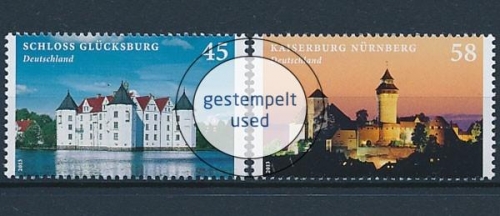 SCHLOSS GLÜCKSBURG 45
Deutschland
2013
KAISERBURG NÜRNBERG 58
Deutschland
2013
gestempelt
used